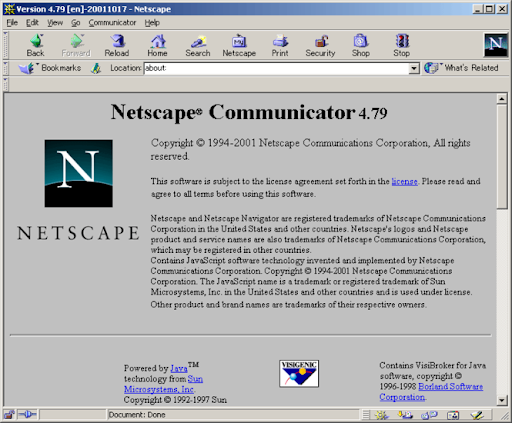 Version 4.79 [en]-20011017 - Netscape
File Edit View Go Communicator Help
Back Forward Reload Home Search Netscape Print Security Shop Stop
N
Bookmarks Location: about: What's Related
Netscape® Communicator 4.79
N
NETSCAPE
Copyright © 1994-2001 Netscape Communications Corporation, All rights
reserved.
This software is subject to the license agreement set forth in the license. Please read and
agree to all terms before using this software.
Netscape and Netscape Navigator are registered trademarks of Netscape Communications
Corporation in the United States and other countries. Netscape's logos and Netscape
product and service names are also trademarks of Netscape Communications Corporation,
which may be registered in other countries.
Contains JavaScript software technology invented and implemented by Netscape
Communications Corporation. Copyright © 1994-2001 Netscape Communications
Corporation. The JavaScript name is a trademark or registered trademark of Sun
Microsystems, Inc. in the United States and other countries and is used under license.
Other product and brand names are trademarks of their respective owners.
Powered by Java™
technology from Sun
Microsystems, Inc.
Copyright © 1992-1997 Sun
VISIGENIC
Contains VisiBroker for Java
software, copyright ©
1996-1998 Borland Software
Corporation.
Document: Done